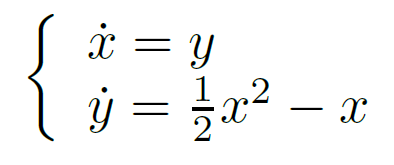 ẋ = y
ẏ = ½x² − x